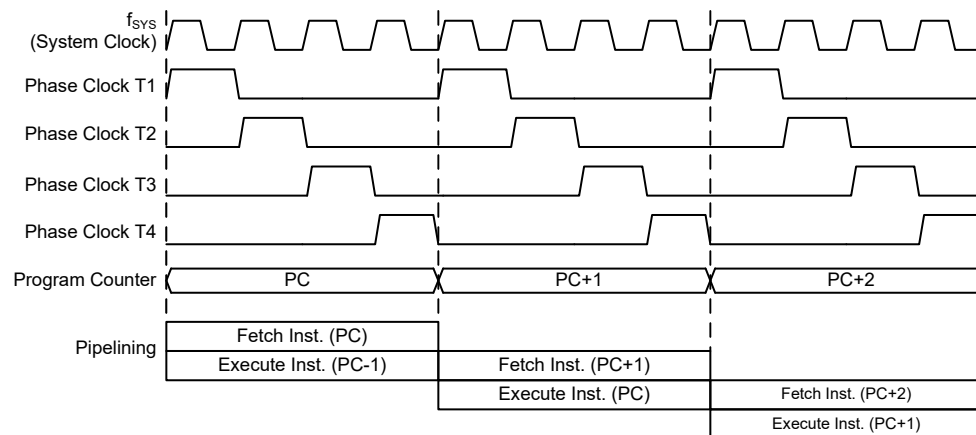 fSYS
(System Clock)
Phase Clock T1
Phase Clock T2
Phase Clock T3
Phase Clock T4
Program Counter PC PC+1 PC+2
Pipelining
Fetch Inst. (PC)
Execute Inst. (PC-1) Fetch Inst. (PC+1)
Execute Inst. (PC) Fetch Inst. (PC+2)
Execute Inst. (PC+1)